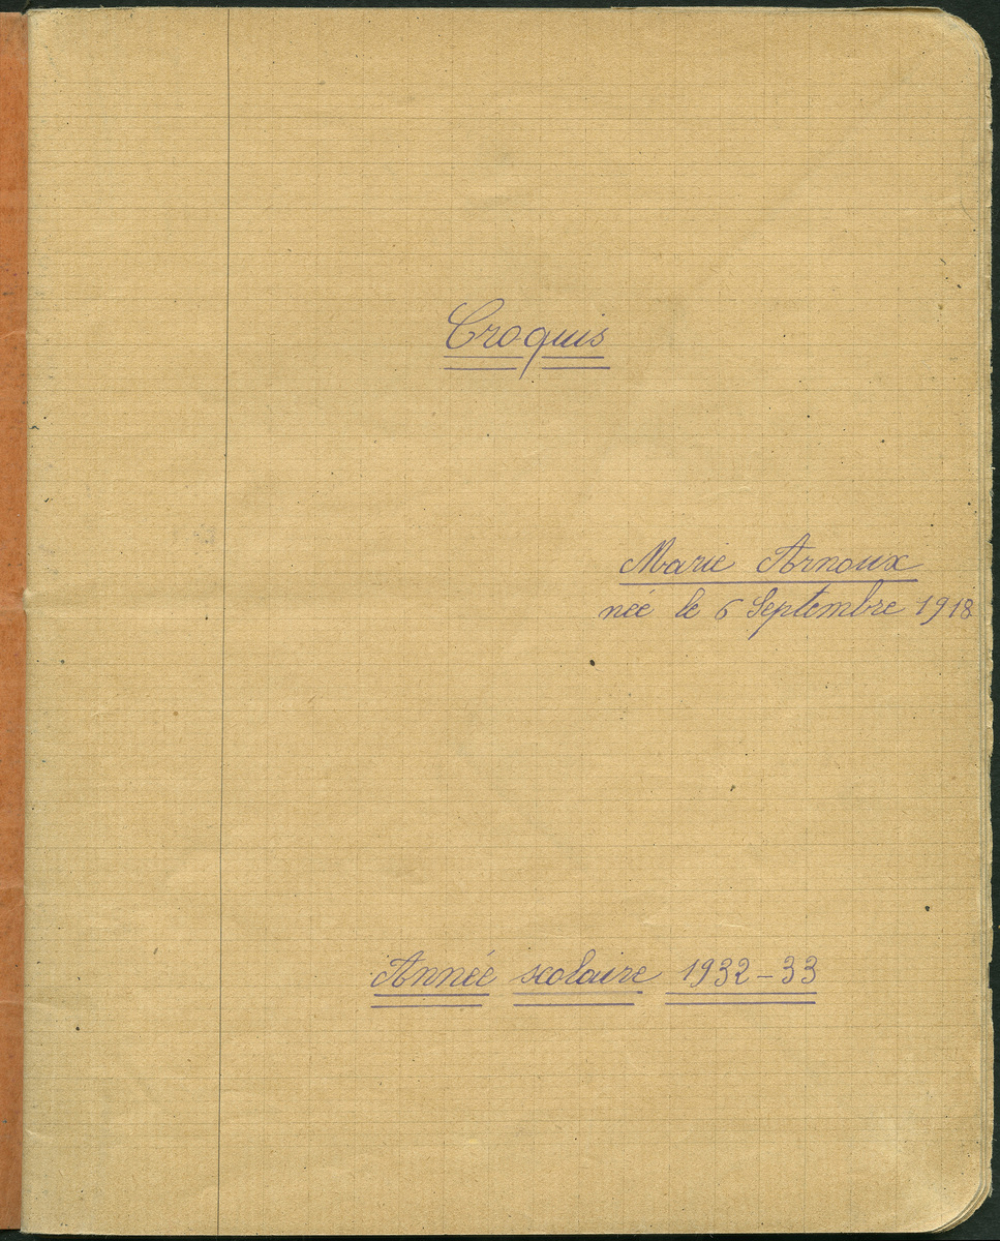 Croquis
Marie Arnoux
née le 6 Septembre 1918
Année scolaire 1932-33